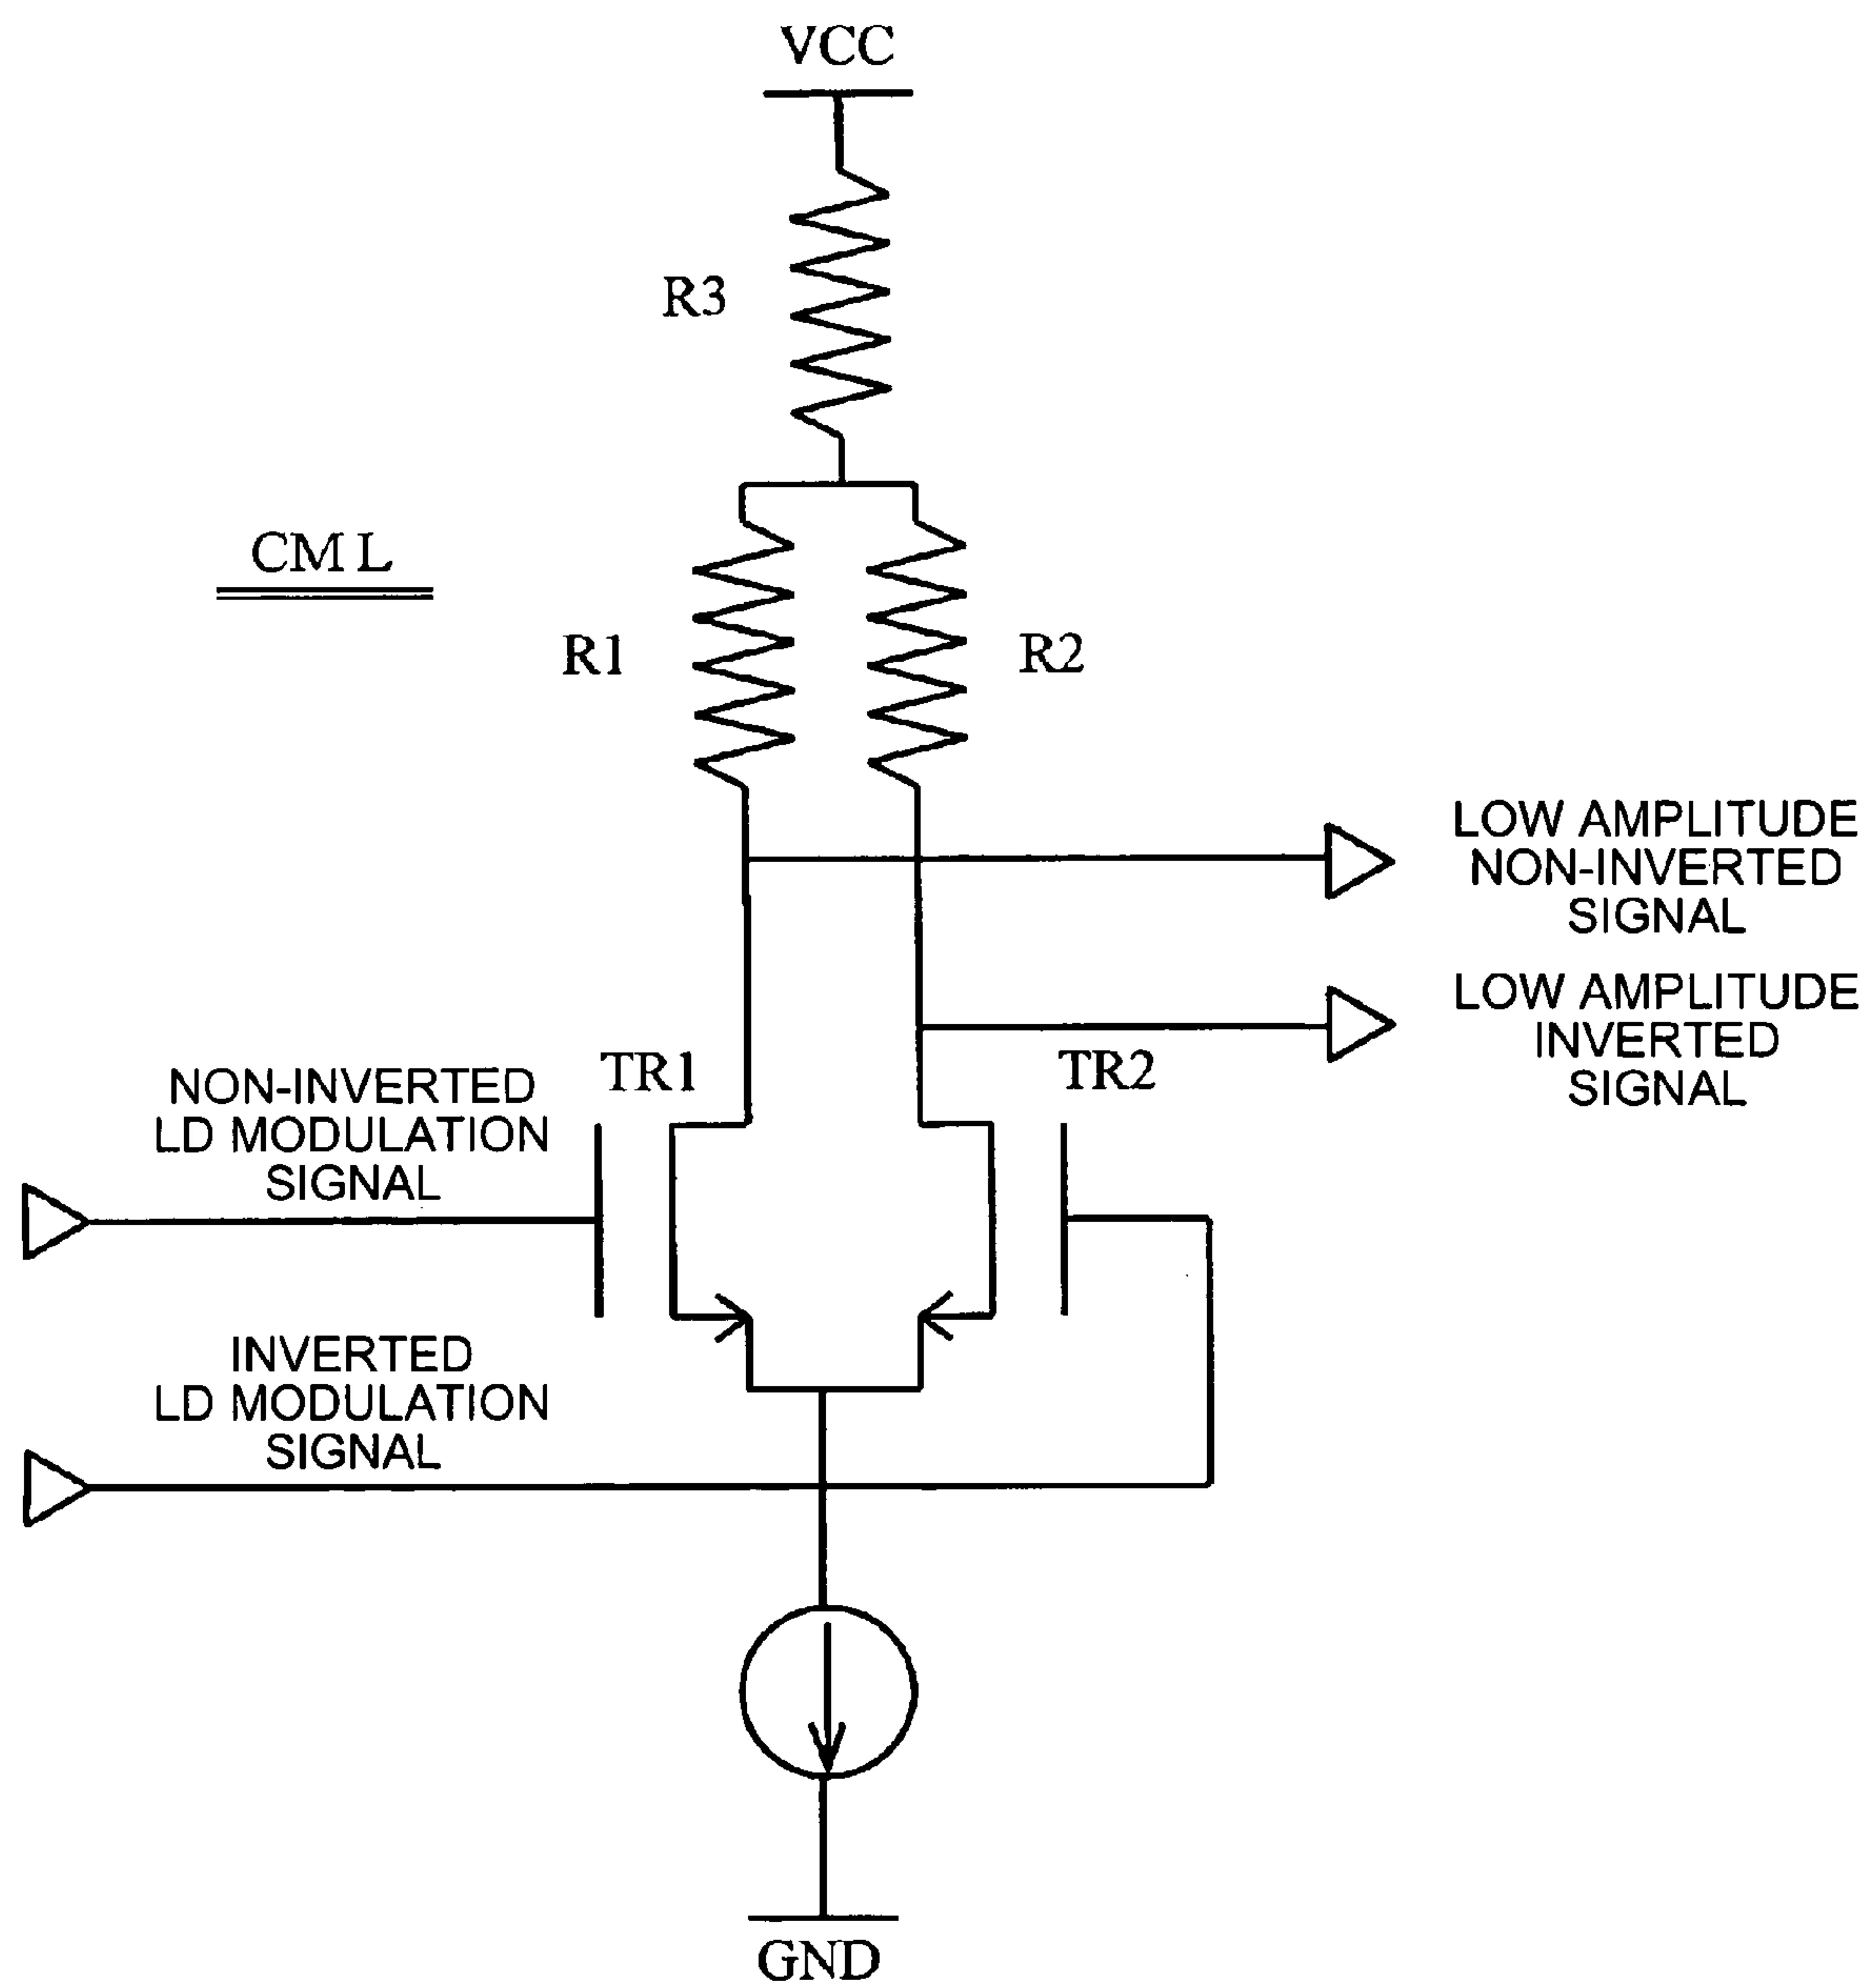 VCC
R3
CML
R1
R2
LOW AMPLITUDE
NON-INVERTED
SIGNAL
LOW AMPLITUDE
INVERTED
SIGNAL
TR1
TR2
NON-INVERTED
LD MODULATION
SIGNAL
INVERTED
LD MODULATION
SIGNAL
GND